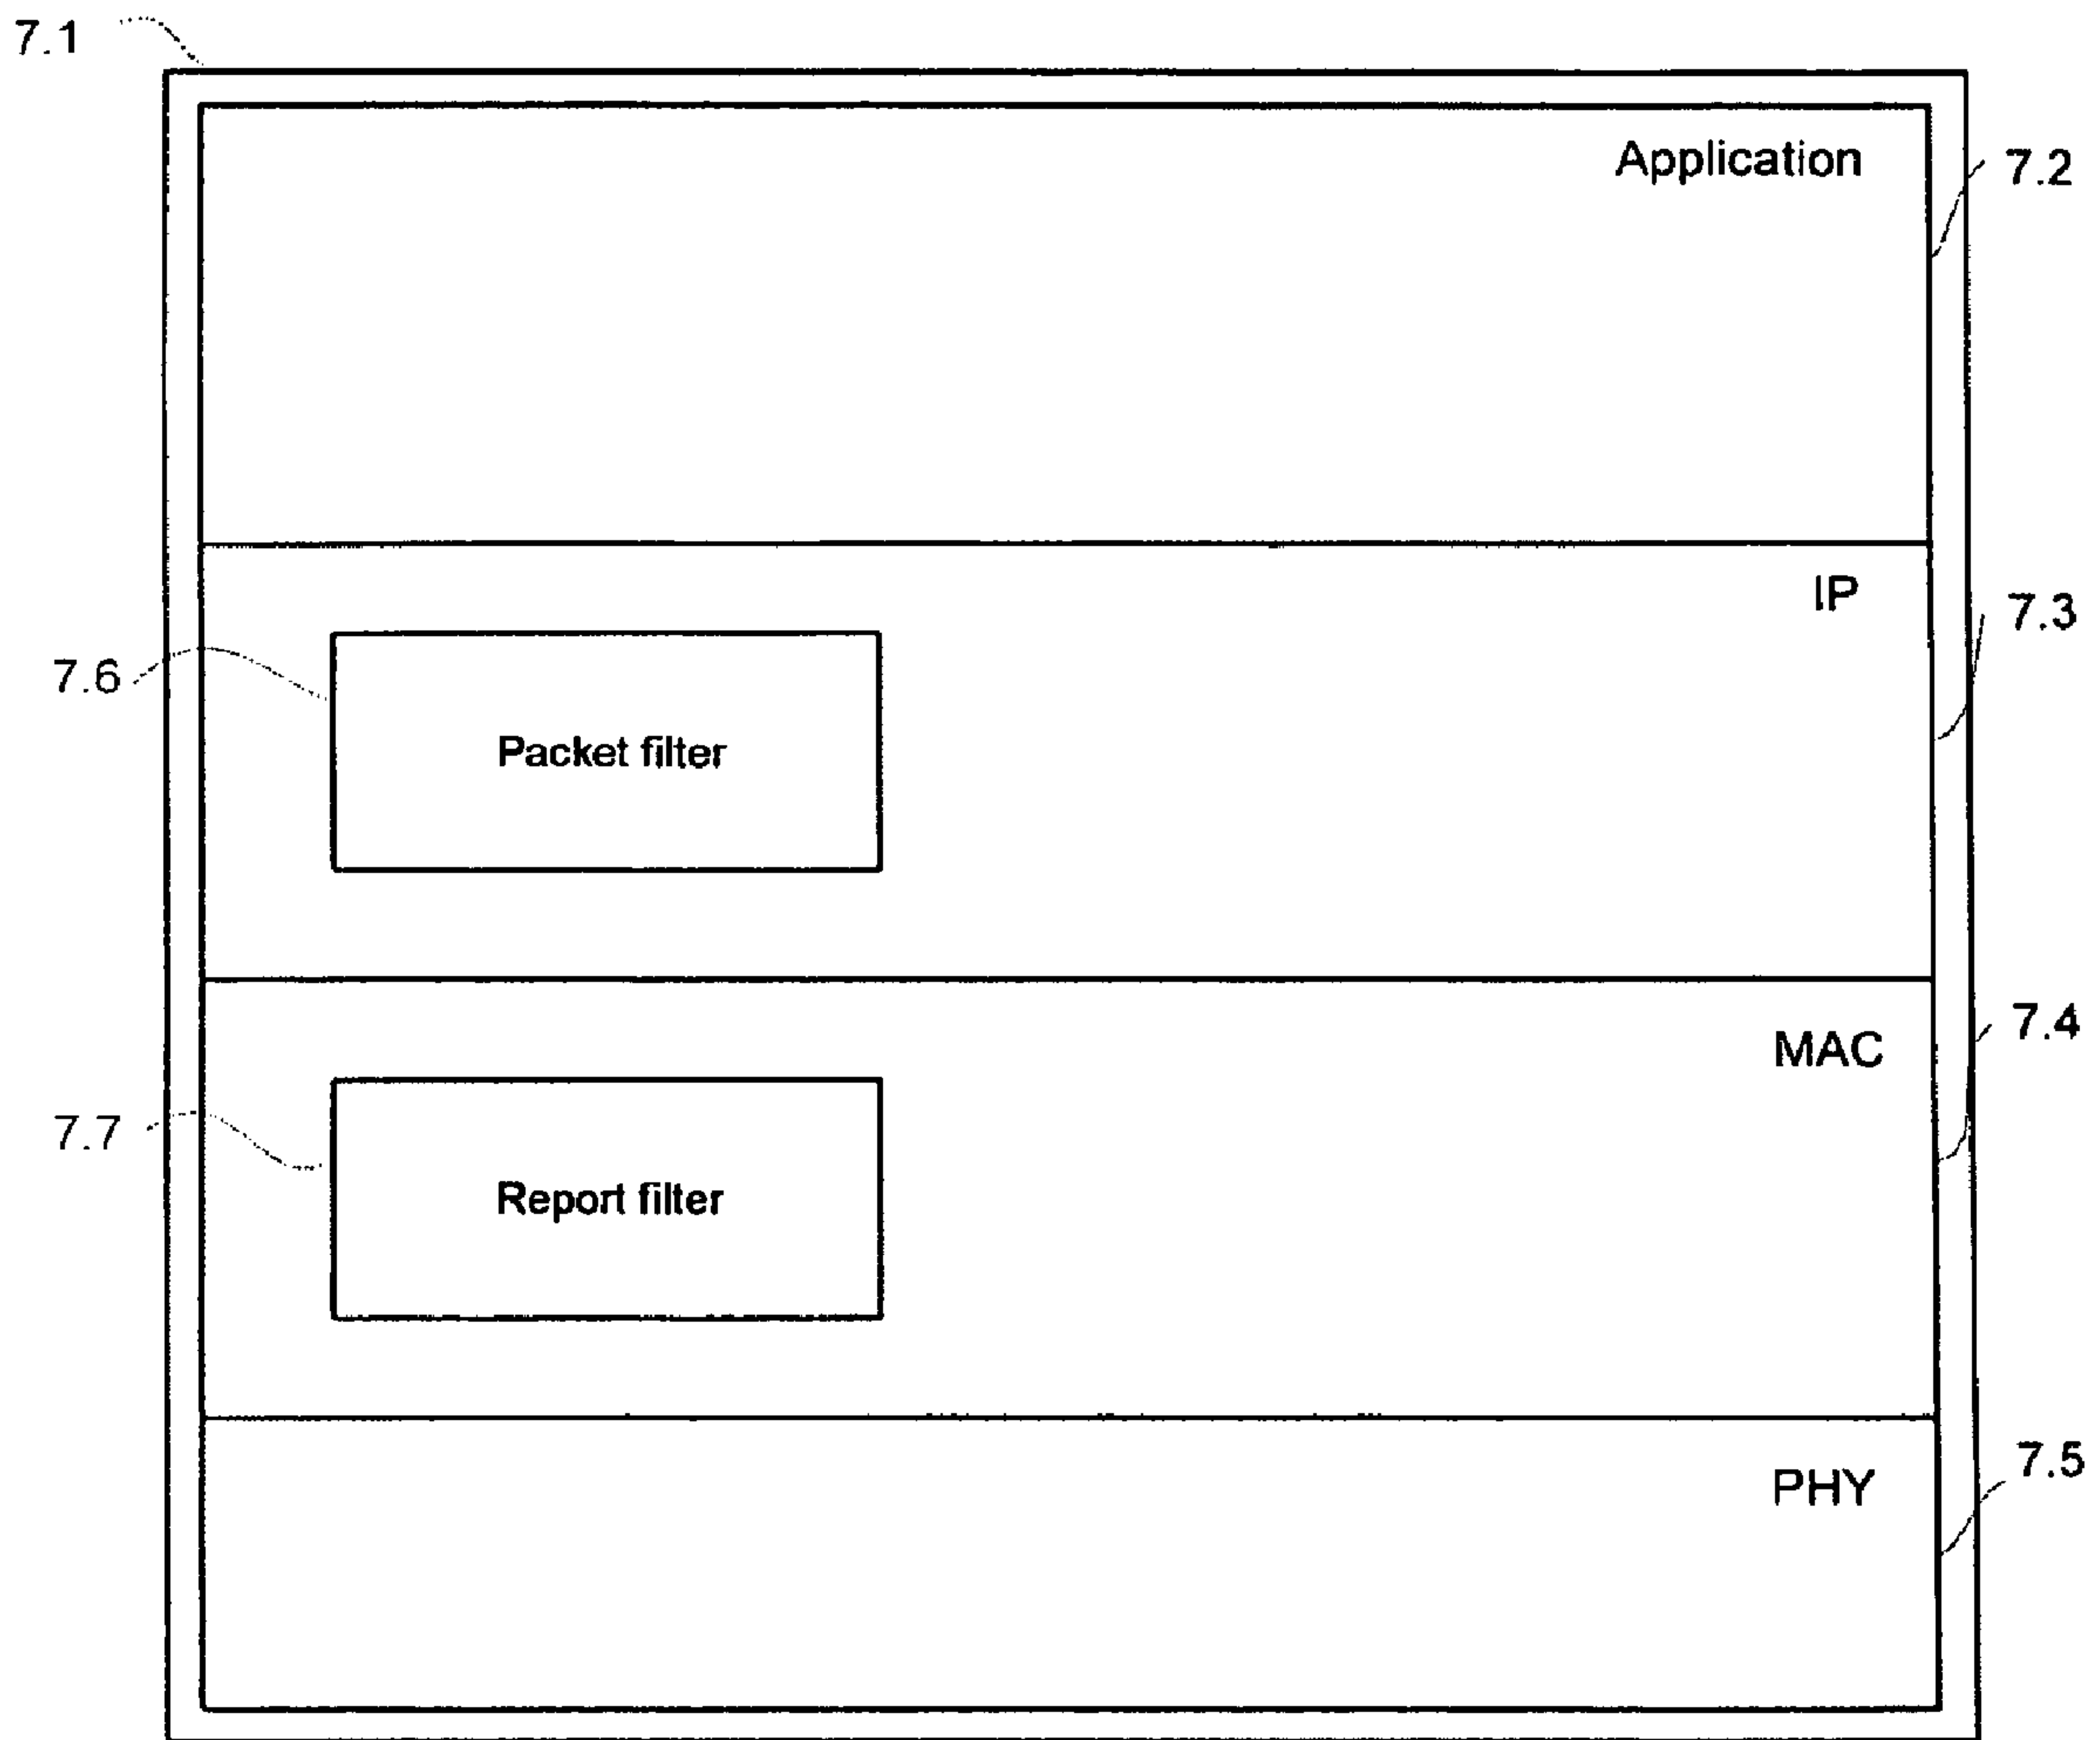 7.1
Application
7.2
IP
7.3
7.6
Packet filter
MAC
7.4
7.7
Report filter
PHY
7.5